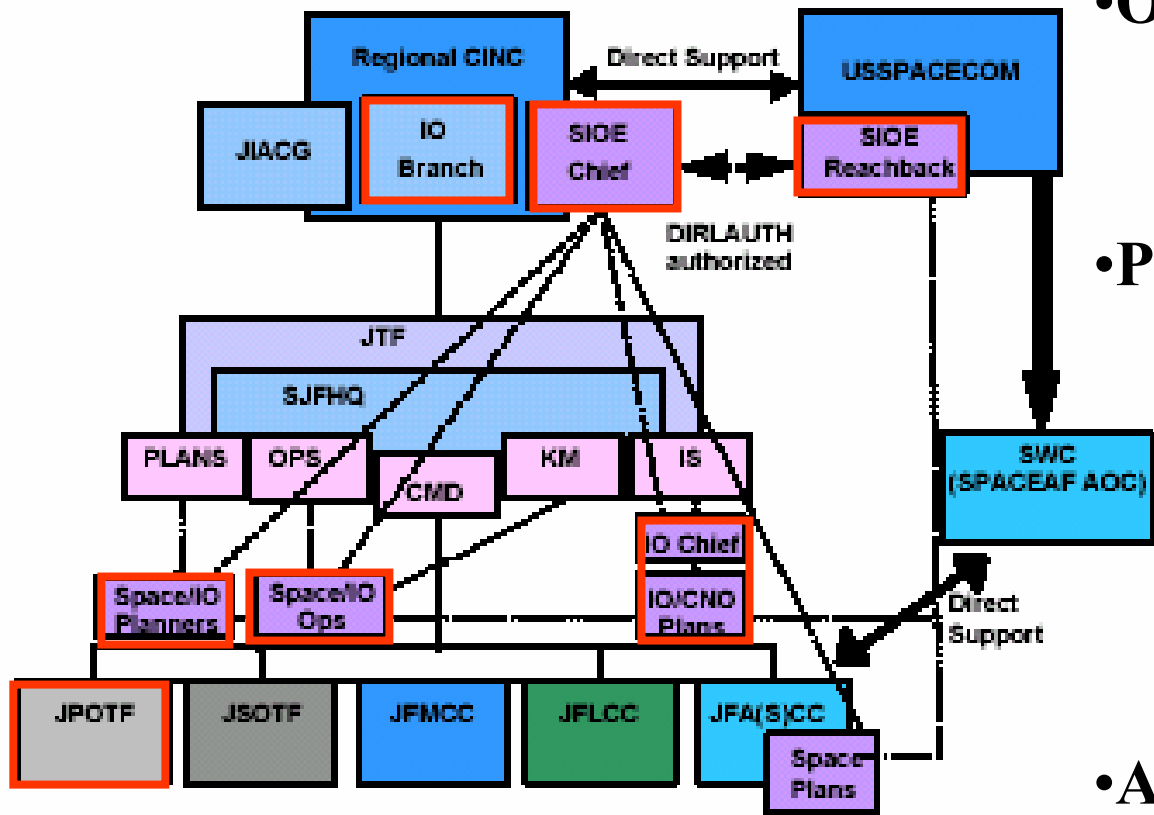 •O
Regional CINC
Direct Support
USSPACECOM
JIACG
IO
Branch
SIOE
Chief
SIOE
Reachback
DIRLAUTH
authorized
•P
JTF
SJFHQ
PLANS
OPS
CMD
KM
IS
SWC
(SPACEAF AOC)
IO Chief
Space/IO
Planners
Space/IO
Ops
IO/CNO
Plans
Direct
Support
JPOTF
JSOTF
JFMCC
JFLCC
JFA(S)CC
Space
Plans
•A